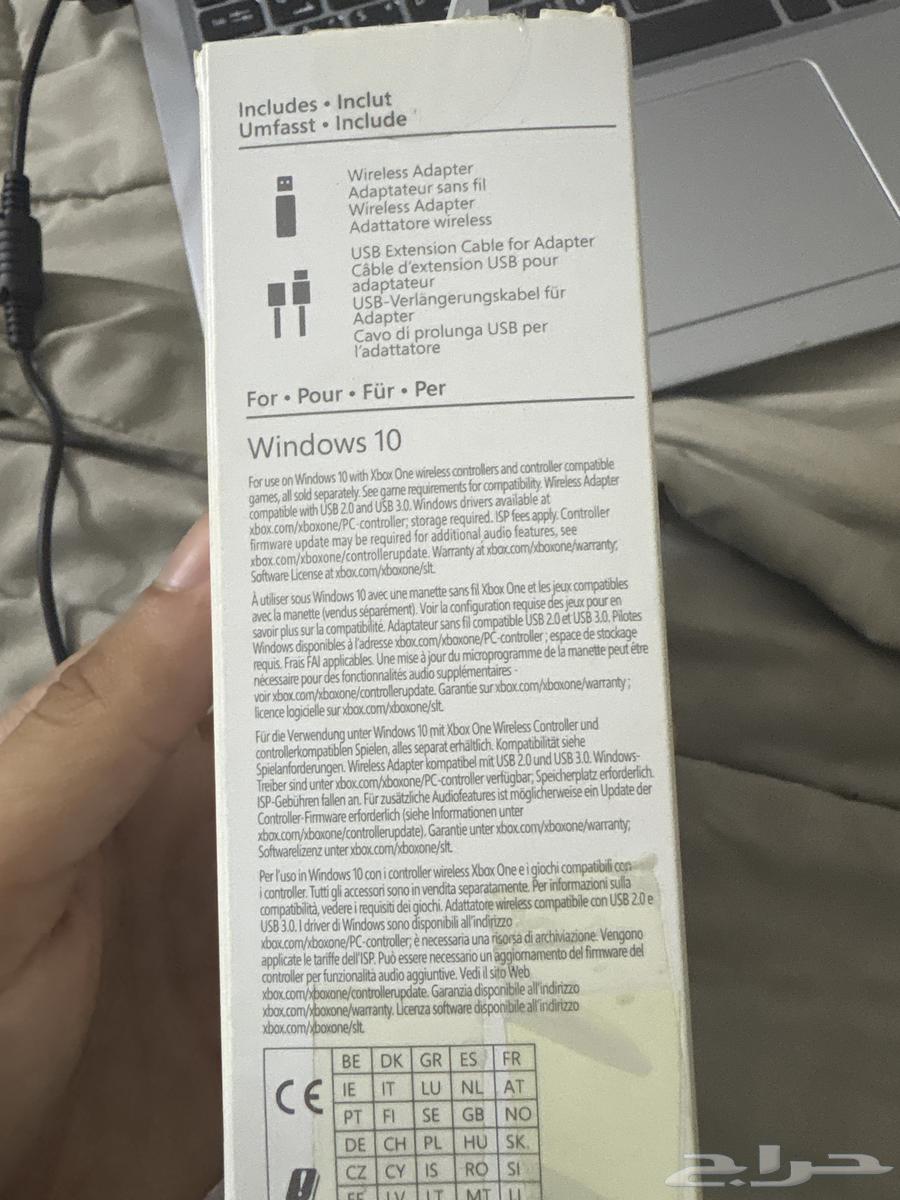 Includes • Inclut
Umfasst • Include
Wireless Adapter
Adaptateur sans fil
Wireless Adapter
Adattatore wireless
USB Extension Cable for Adapter
Câble d'extension USB pour
adaptateur
USB-Verlängerungskabel für
Adapter
Cavo di prolunga USB per
l'adattatore
For • Pour • Für • Per
Windows 10
For use on Windows 10 with Xbox One wireless controllers and controller compatible
games, all sold separately. See game requirements for compatibility. Wireless Adapter
compatible with USB 2.0 and USB 3.0. Windows drivers available at
xbox.com/xboxone/PC-controller; storage required. ISP fees apply. Controller
firmware update may be required for additional audio features, see
xbox.com/xboxone/controllerupdate. Warranty at xbox.com/xboxone/warranty;
Software License at xbox.com/xboxone/slt.
À utiliser sous Windows 10 avec une manette sans fil Xbox One et les jeux compatibles
avec la manette (vendus séparément). Voir la configuration requise des jeux pour en
savoir plus sur la compatibilité. Adaptateur sans fil compatible USB 2.0 et USB 3.0. Pilotes
Windows disponibles à l'adresse xbox.com/xboxone/PC-controller ; espace de stockage
requis. Frais FAI applicables. Une mise à jour du microprogramme de la manette peut être
nécessaire pour des fonctionnalités audio supplémentaires -
voir xbox.com/xboxone/controllerupdate. Garantie sur xbox.com/xboxone/warranty ;
licence logicielle sur xbox.com/xboxone/slt.
Für die Verwendung unter Windows 10 mit Xbox One Wireless Controller und
controllerkompatiblen Spielen, alles separat erhältlich. Kompatibilität siehe
Spielanforderungen. Wireless Adapter kompatibel mit USB 2.0 und USB 3.0. Windows-
Treiber sind unter xbox.com/xboxone/PC-controller verfügbar; Speicherplatz erforderlich.
ISP-Gebühren fallen an. Für zusätzliche Audiofeatures ist möglicherweise ein Update der
Controller-Firmware erforderlich (siehe Informationen unter
xbox.com/xboxone/controllerupdate). Garantie unter xbox.com/xboxone/warranty;
Softwarelizenz unter xbox.com/xboxone/slt.
Per l'uso in Windows 10 con i controller wireless Xbox One e i giochi compatibili con
i controller. Tutti gli accessori sono in vendita separatamente. Per informazioni sulla
compatibilità, vedere i requisiti dei giochi. Adattatore wireless compatibile con USB 2.0 e
USB 3.0. I driver di Windows sono disponibili all'indirizzo
xbox.com/xboxone/PC-controller; è necessaria una risorsa di archiviazione. Vengono
applicate le tariffe dell'ISP. Può essere necessario un aggiornamento del firmware del
controller per funzionalità audio aggiuntive. Vedi il sito Web
xbox.com/xboxone/controllerupdate. Garanzia disponibile all'indirizzo
xbox.com/xboxone/warranty. Licenza software disponibile all'indirizzo
xbox.com/xboxone/slt.
CE
BE DK GR ES FR
IE IT LU NL AT
PT FI SE GB NO
DE CH PL HU SK.
CZ CY IS RO SI
EE LV LT MT LI
حراج